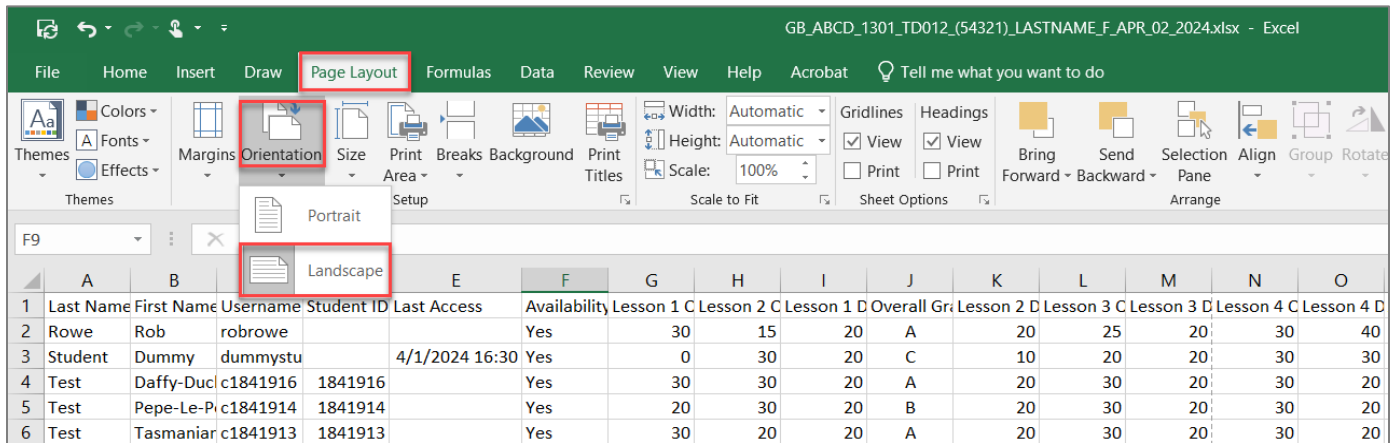 GB_ABCD_1301_TD012_(54321)_LASTNAME_F_APR_02_2024.xlsx - Excel
File Home Insert Draw Page Layout Formulas Data Review View Help Acrobat Tell me what you want to do
Aa Colors Width: Automatic Gridlines Headings
A Fonts Height: Automatic View View
Themes Effects Margins Orientation Size Print Area Breaks Background Print Titles Scale: 100% Print Print Bring Forward Send Backward Selection Pane Align Group Rotate
Themes Setup Scale to Fit Sheet Options Arrange
Portrait
F9
Landscape
A B E F G H I J K L M N O
1 Last Name First Name Username Student ID Last Access Availability Lesson 1 C Lesson 2 C Lesson 1 D Overall Gra Lesson 2 D Lesson 3 C Lesson 3 D Lesson 4 C Lesson 4 D
2 Rowe Rob robrowe Yes 30 15 20 A 20 25 20 30 40
3 Student Dummy dummystu 4/1/2024 16:30 Yes 0 30 20 C 10 20 20 30 30
4 Test Daffy-Duc c1841916 1841916 Yes 30 30 20 A 20 30 20 30 20
5 Test Pepe-Le-P c1841914 1841914 Yes 20 30 20 B 20 30 20 30 20
6 Test Tasmanian c1841913 1841913 Yes 30 20 20 A 20 30 20 30 20